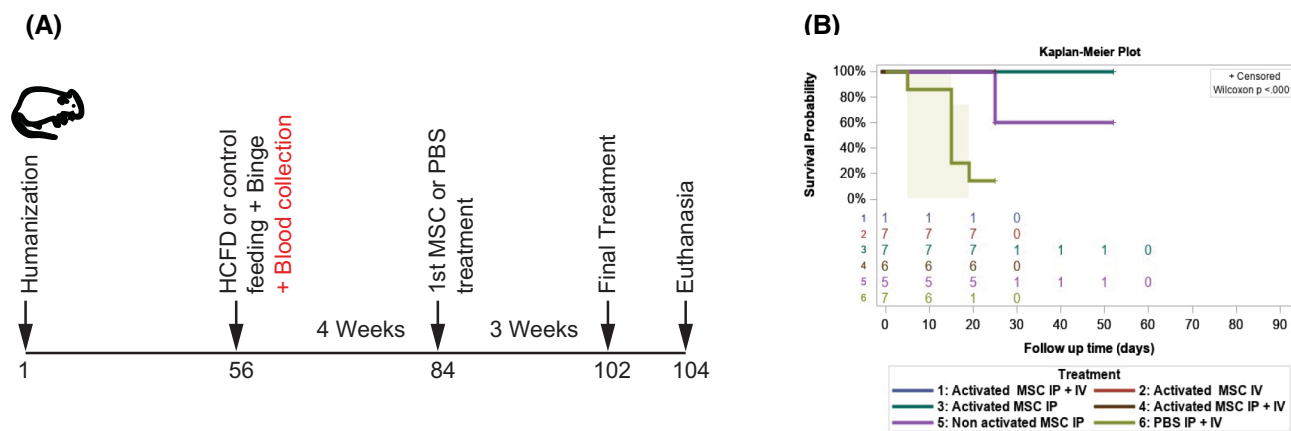 (A)
Humanization
HCFD or control
feeding + Binge
+ Blood collection
1st MSC or PBS
treatment
Final Treatment
Euthanasia
4 Weeks
3 Weeks
1
56
84
102
104
(B)
Kaplan-Meier Plot
+ Censored
Wilcoxon p <.000
Survival Probability
100%
80%
60%
40%
20%
0%
1 1 1 1 0
2 7 7 7 0
3 7 7 7 1 1 1 0
4 6 6 6 0
5 5 5 5 1 1 1 0
6 7 6 1 0
0 10 20 30 40 50 60 70 80 90
Follow up time (days)
Treatment
1: Activated MSC IP + IV
2: Activated MSC IV
3: Activated MSC IP
4: Activated MSC IP + IV
5: Non activated MSC IP
6: PBS IP + IV